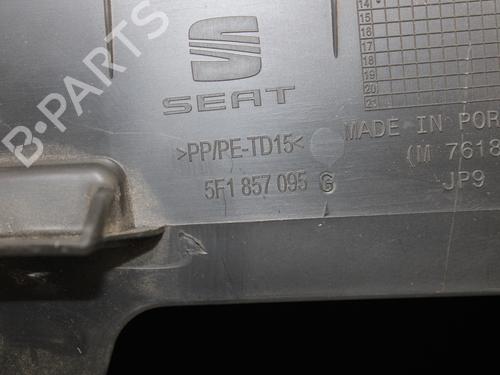 B-PARTS
14
15
16
17
18
19
20
21
SEAT
>PP/PE-TD15<
MADE IN POR
5F1 857 095 G
(M 7618
JP9